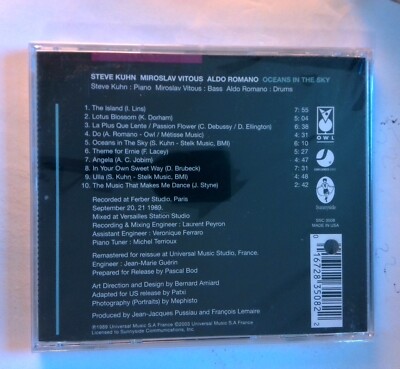 STEVE KUHN MIROSLAV VITOUS ALDO ROMANO OCEANS IN THE SKY
Steve Kuhn : Piano Miroslav Vitous : Bass Aldo Romano : Drums
1. The Island (I. Lins) 7: 55
2. Lotus Blossom (K. Dorham) 5: 04
3. La Plus Que Lente / Passion Flower (C. Debussy / D. Ellington) 6: 38
4. Do (A. Romano - Owl / Métisse Music) 4: 31
5. Oceans In The Sky (S. Kuhn - Stelk Music, BMI) 6: 10
6. Theme for Ernie (F. Lacey) 5: 27
7. Angela (A. C. Jobim) 4: 47
8. In Your Own Sweet Way (D. Brubeck) 7: 31
9. Ulla (S. Kuhn - Stelk Music, BMI) 4: 48
10. The Music That Makes Me Dance (J. Styne) 2: 42
Recorded at Ferber Studio, Paris
September 20, 21 1989.
Mixed at Versailles Station Studio
Recording & Mixing Engineer : Laurent Peyron
Assistant Engineer : Véronique Ferraro
Piano Tuner : Michel Terrioux
Remastered for reissue at Universal Music Studio, France.
Engineer : Jean-Marie Guérin
Prepared for Release by Pascal Bod
Art Direction and Design by Bernard Amiard
Adapted for US release by Patxi
Photography (Portraits) by Mephisto
Produced by Jean-Jacques Pussiau and François Lemaire
Licensed to Sunnyside Communications, Inc.
OWL
Sunnyside
SSC 3508
MADE IN USA
0 16728 35082 2